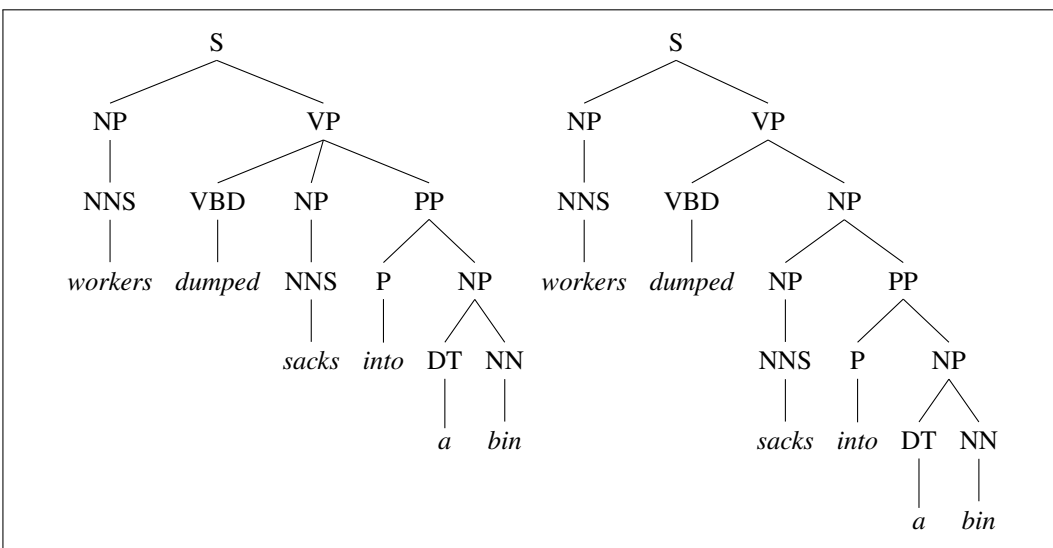 S S
NP VP NP VP
NNS VBD NP PP NNS VBD NP
workers dumped NNS P NP workers dumped NP PP
sacks into DT NN NNS P NP
a bin sacks into DT NN
a bin